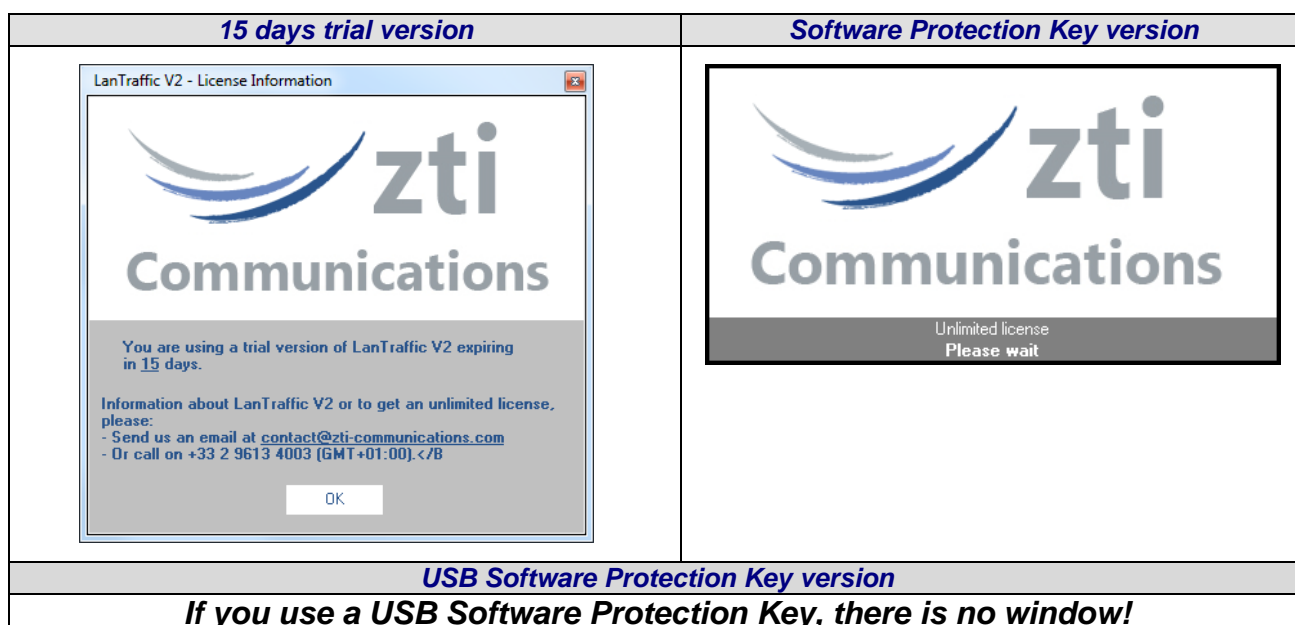 15 days trial version
Software Protection Key version
LanTraffic V2 - License Information
zti
Communications
You are using a trial version of LanTraffic V2 expiring
in 15 days.
Information about LanTraffic V2 or to get an unlimited license,
please:
- Send us an email at contact@zti-communications.com
- Or call on +33 2 9613 4003 (GMT+01:00).</B
OK
zti
Communications
Unlimited license
Please wait
USB Software Protection Key version
If you use a USB Software Protection Key, there is no window!